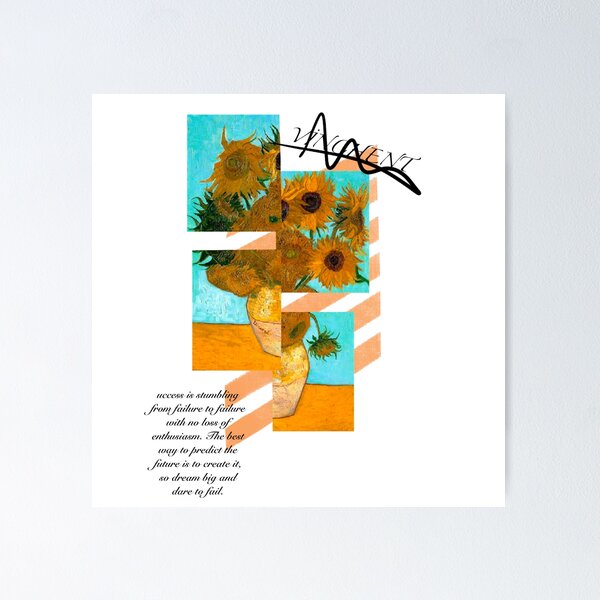 VINCENT
uccess is stumbling
from failure to failure
with no loss of
enthusiasm. The best
way to predict the
future is to create it,
so dream big and
dare to fail.